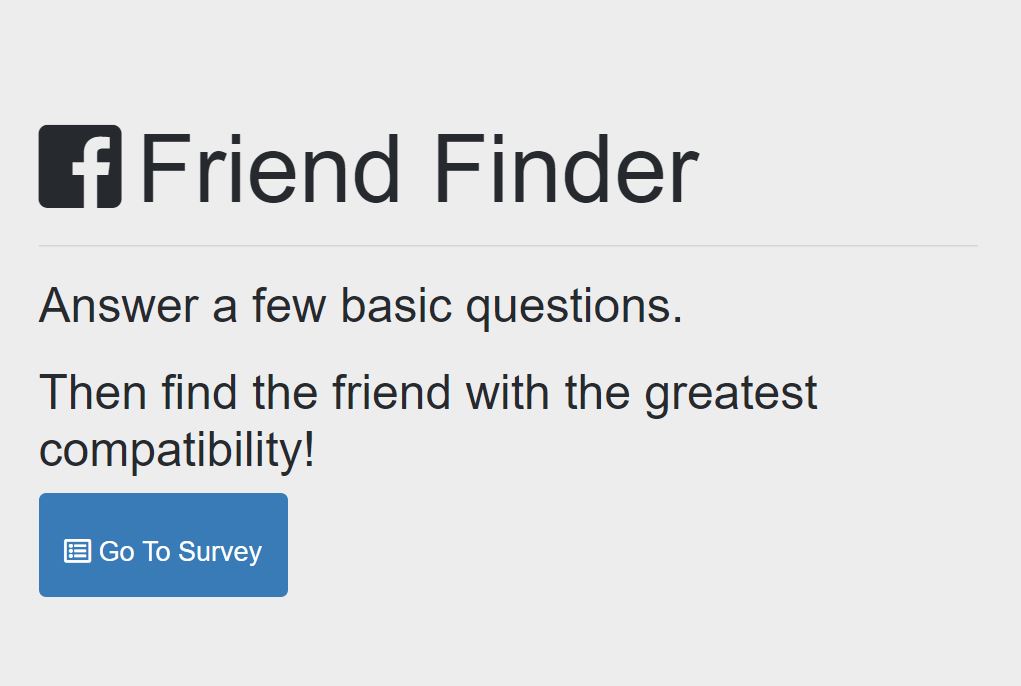 Friend Finder
Answer a few basic questions.
Then find the friend with the greatest
compatibility!
Go To Survey